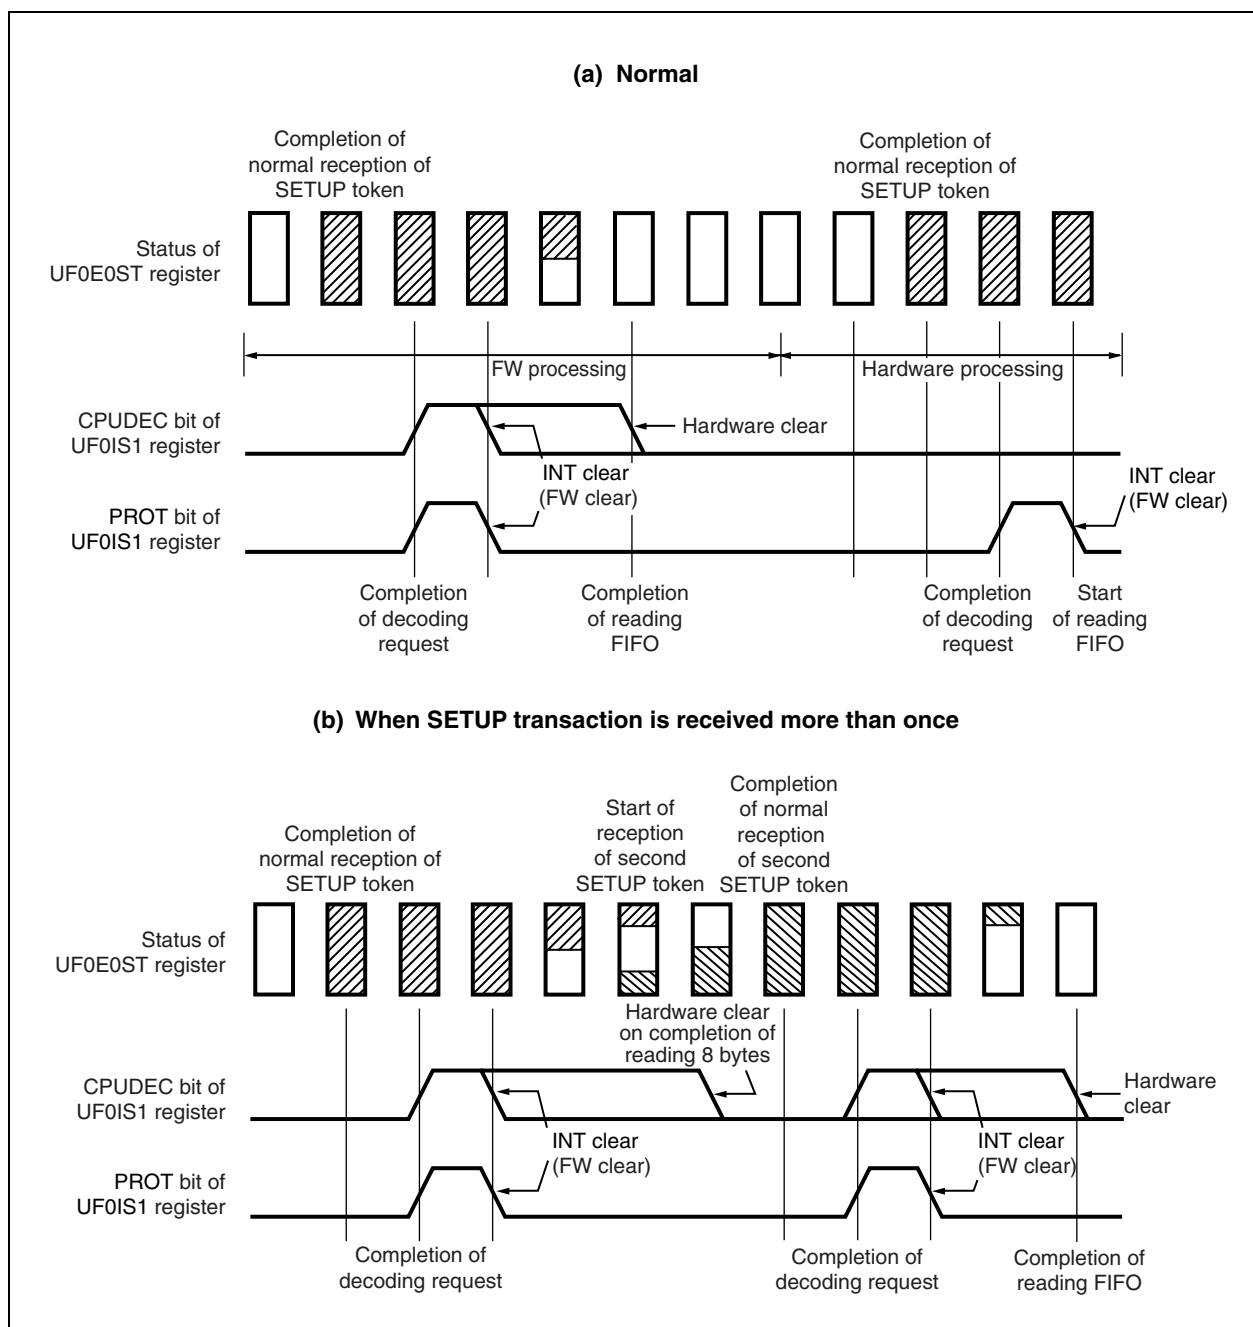 (a) Normal
Completion of
normal reception of
SETUP token
Completion of
normal reception of
SETUP token
Status of
UF0E0ST register
FW processing
Hardware processing
CPUDEC bit of
UF0IS1 register
Hardware clear
INT clear
(FW clear)
INT clear
(FW clear)
PROT bit of
UF0IS1 register
Completion
of decoding
request
Completion
of reading
FIFO
Completion
of decoding
request
Start
of reading
FIFO
(b) When SETUP transaction is received more than once
Completion of
normal reception of
SETUP token
Start of
reception
of second
SETUP token
Completion
of normal
reception
of second
SETUP token
Status of
UF0E0ST register
Hardware clear
on completion of
reading 8 bytes
CPUDEC bit of
UF0IS1 register
Hardware
clear
INT clear
(FW clear)
INT clear
(FW clear)
PROT bit of
UF0IS1 register
Completion of
decoding request
Completion of
decoding request
Completion of
reading FIFO